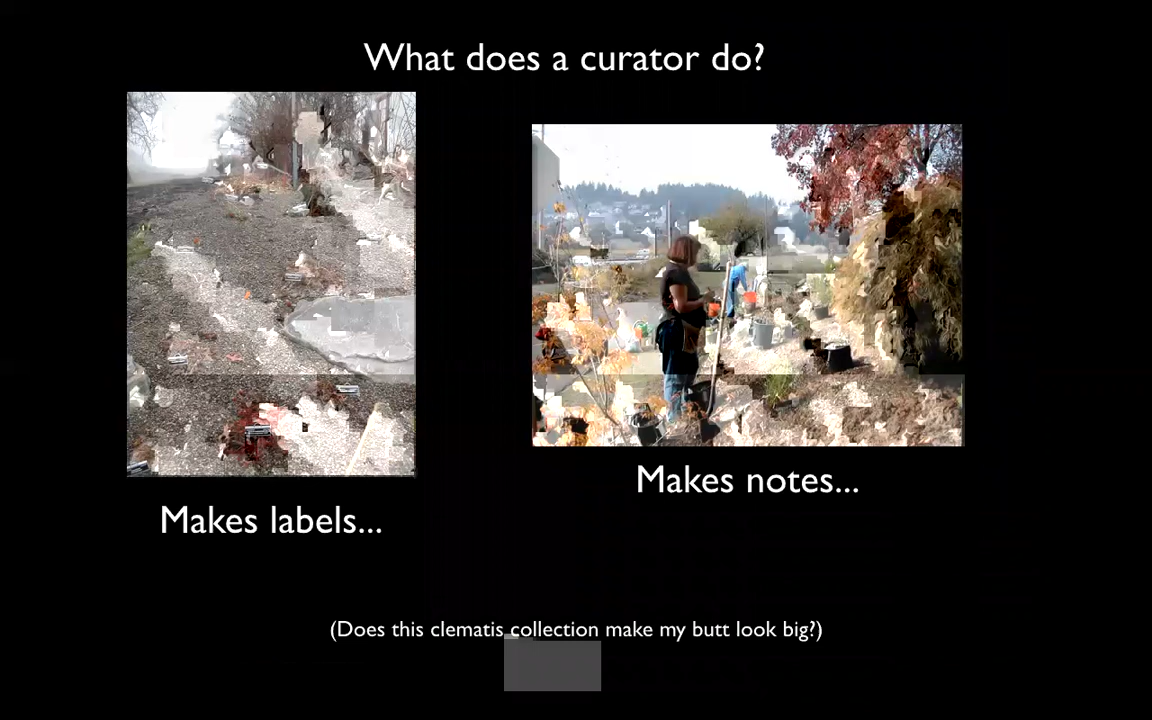 What does a curator do?
Makes notes...
Makes labels...
(Does this clematis collection make my butt look big?)